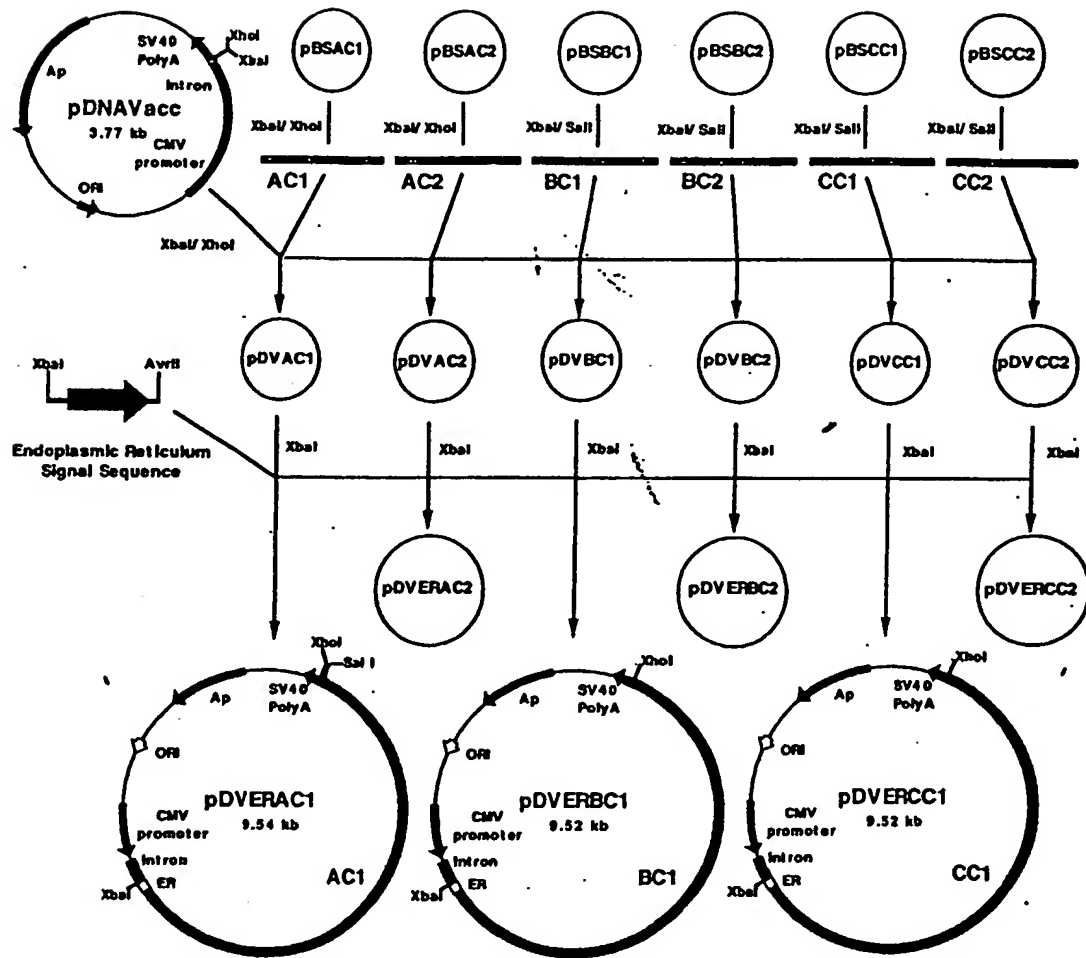 SV40
PolyA
XhoI
XbaI
Ap
Intron
pDNAVacc
3.77 kb
CMV
promoter
ORI
pBSAC1
pBSAC2
pBSBC1
pBSBC2
pBSCC1
pBSCC2
XbaI/ XhoI
XbaI/ XhoI
XbaI/ SalI
XbaI/ SalI
XbaI/ SalI
XbaI/ SalI
AC1
AC2
BC1
BC2
CC1
CC2
XbaI/ XhoI
pDVAC1
pDVAC2
pDVBC1
pDVBC2
pDVCC1
pDVCC2
XbaI
AvrII
Endoplasmic Reticulum
Signal Sequence
XbaI
XbaI
XbaI
XbaI
XbaI
XbaI
pDVERAC2
pDVERBC2
pDVERCC2
XhoI
Sal I
Ap
SV40
PolyA
ORI
pDVERAC1
9.54 kb
CMV
promoter
Intron
ER
XbaI
AC1
XhoI
Ap
SV40
PolyA
ORI
pDVERBC1
9.52 kb
CMV
promoter
Intron
ER
XbaI
BC1
XhoI
Ap
SV40
PolyA
ORI
pDVERCC1
9.52 kb
CMV
promoter
Intron
ER
XbaI
CC1